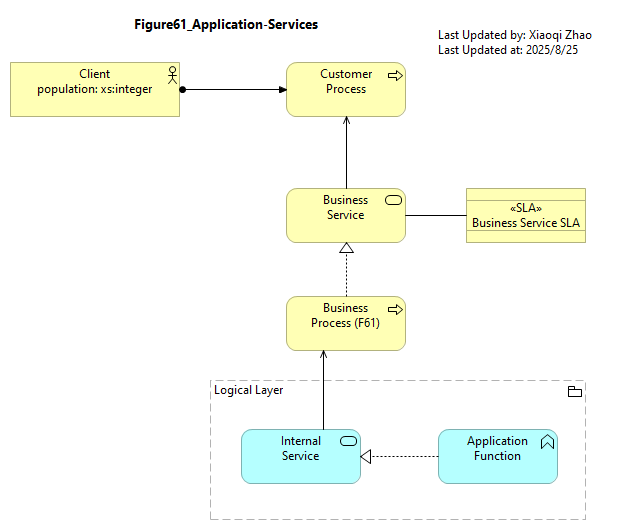 Figure61_Application-Services
Last Updated by: Xiaoqi Zhao
Last Updated at: 2025/8/25
Client
population: xs:integer
Customer
Process
Business
Service
«SLA»
Business Service SLA
Business
Process (F61)
Logical Layer
Internal
Service
Application
Function